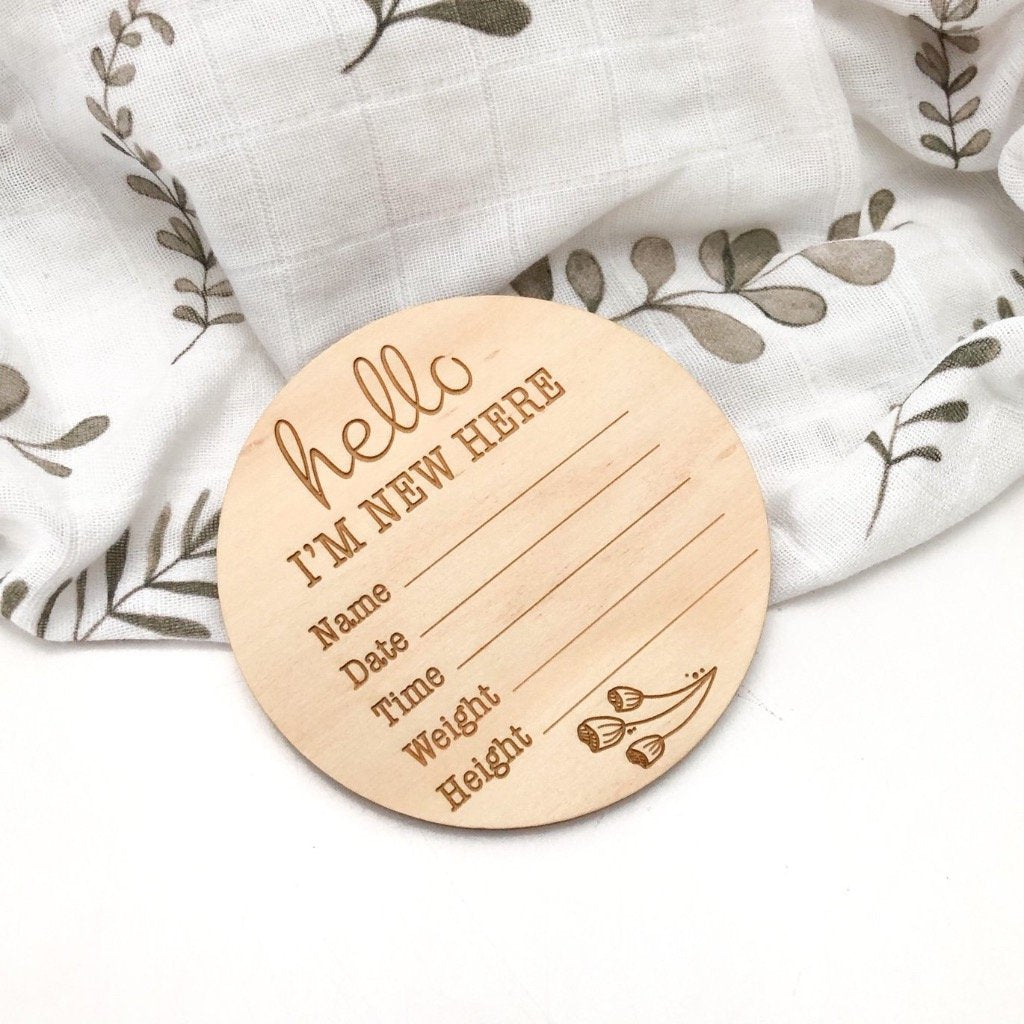 hello
I'M NEW HERE
Name
Date
Time
Weight
Height